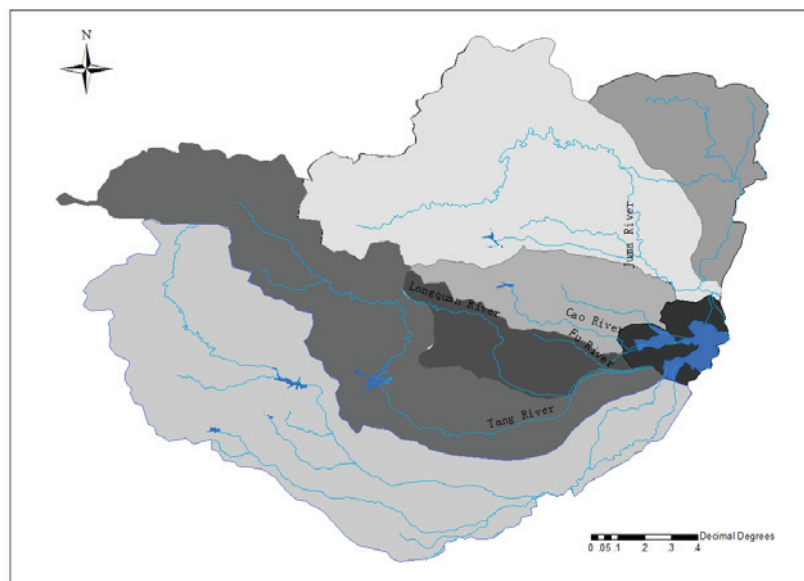 N
Juma River
Longquan River
Cao River
Fu River
Tang River
Decimal Degrees
0 .05 .1 .2 .3 .4